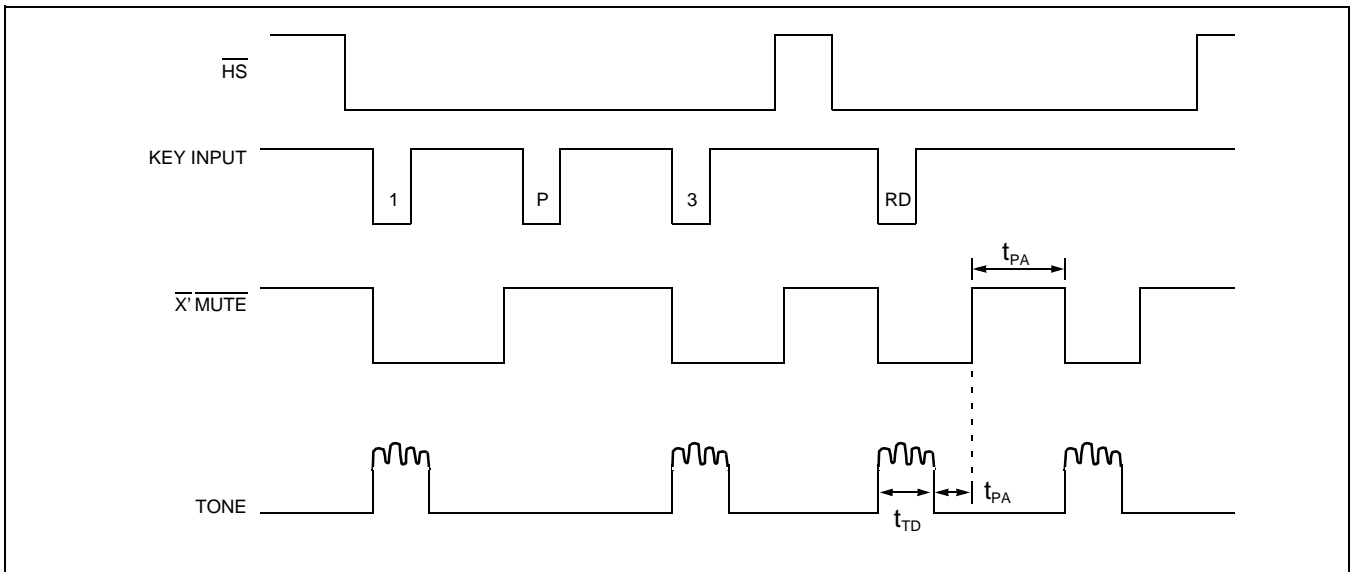 HS
KEY INPUT
1
P
3
RD
tPA
X' MUTE
TONE
tTD
tPA